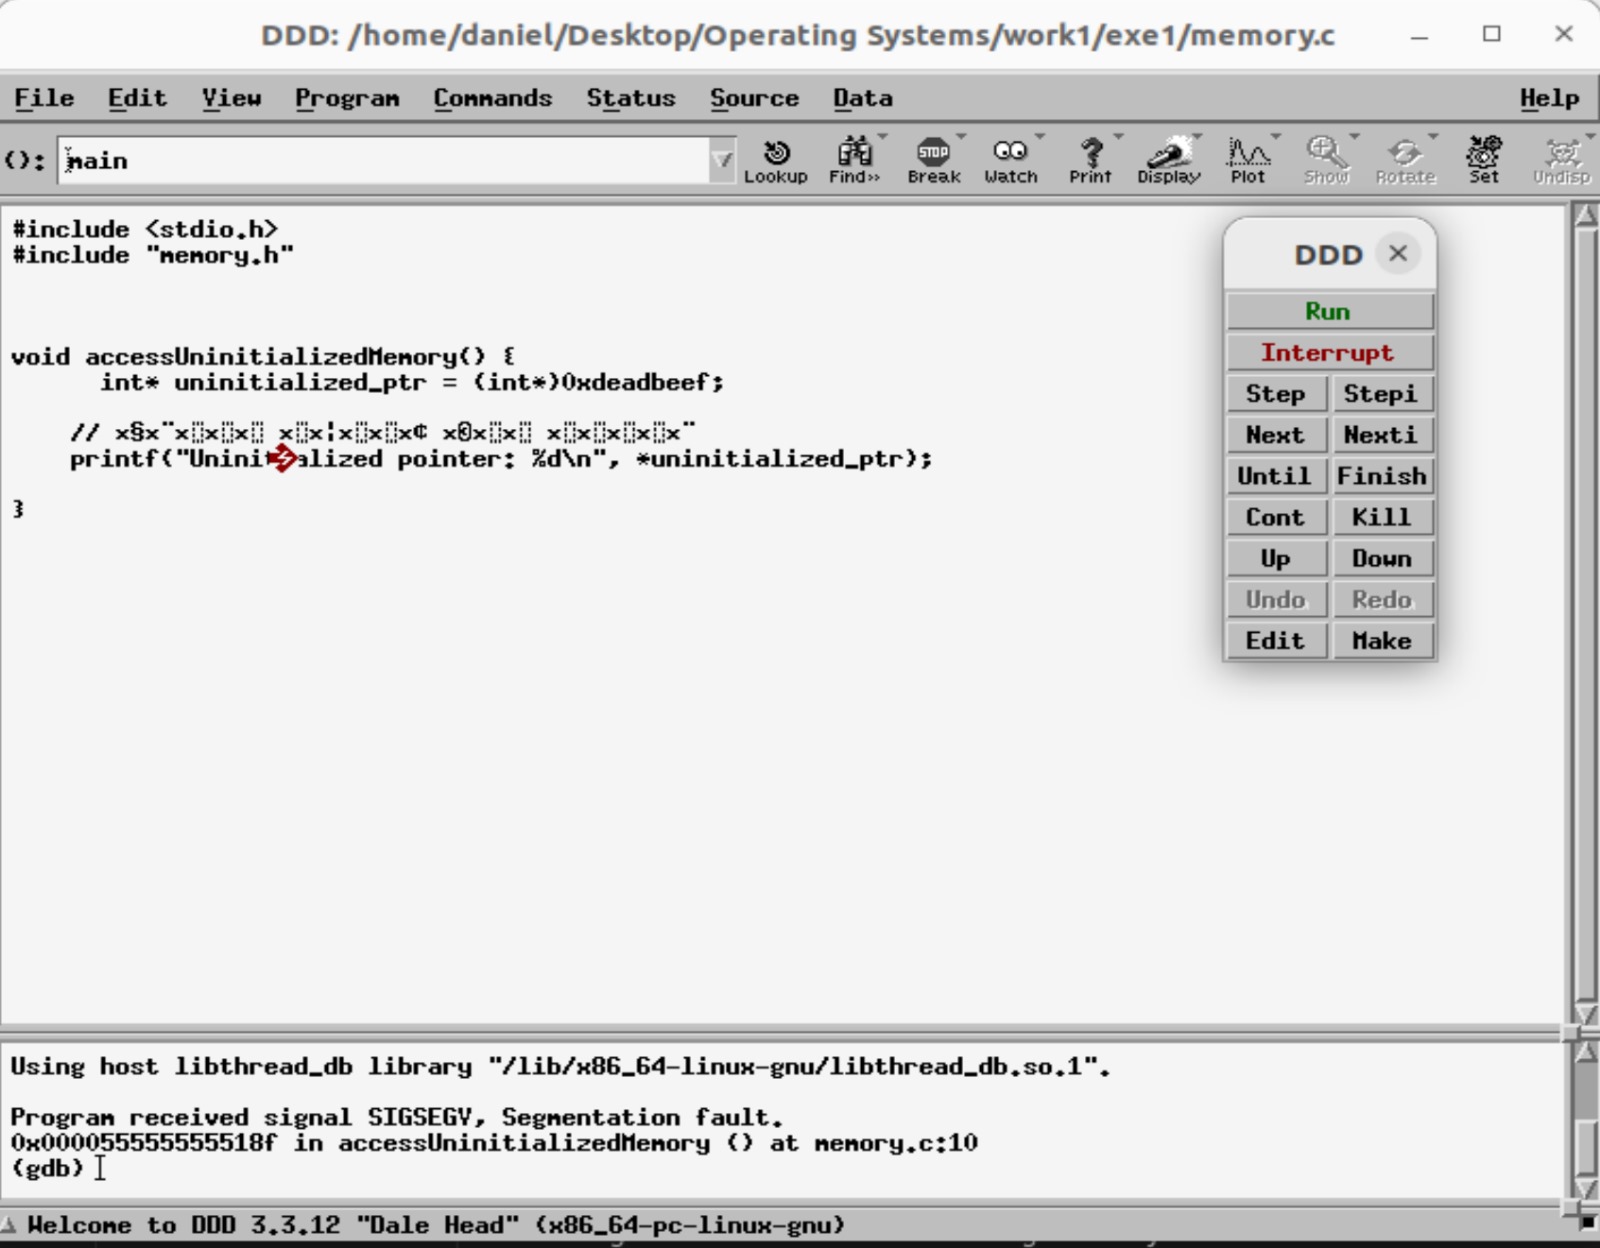 DDD: /home/daniel/Desktop/Operating Systems/work1/exe1/memory.c
File Edit View Program Commands Status Source Data Help
(): main
Lookup Find>> Break Watch Print Display Plot Show Rotate Set Undisp
STOP
#include <stdio.h>
#include "memory.h"
void accessUninitializedMemory() {
int* uninitialized_ptr = (int*)0xdeadbeef;
//
printf("Uninitialized pointer: %d\n", *uninitialized_ptr);
}
DDD
Run
Interrupt
Step Stepi
Next Nexti
Until Finish
Cont Kill
Up Down
Undo Redo
Edit Make
Using host libthread_db library "/lib/x86_64-linux-gnu/libthread_db.so.1".
Program received signal SIGSEGV, Segmentation fault.
0x000055555555518f in accessUninitializedMemory () at memory.c:10
(gdb)
Welcome to DDD 3.3.12 "Dale Head" (x86_64-pc-linux-gnu)